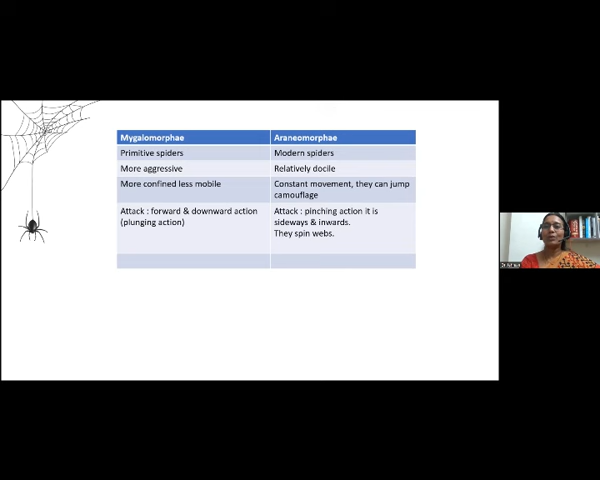 Mygalomorphae
Araneomorphae
Primitive spiders
Modern spiders
More aggressive
Relatively docile
More confined less mobile
Constant movement, they can jump
camouflage
Attack : forward & downward action
(plunging action)
Attack : pinching action it is
sideways & inwards.
They spin webs.